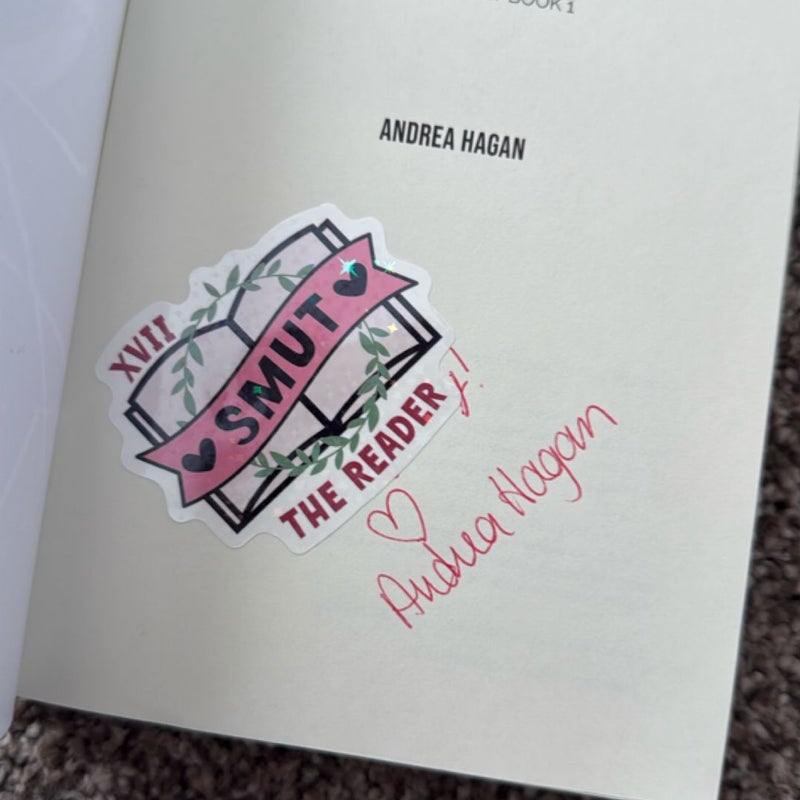 BOOK 1
ANDREA HAGAN
XVII
SMUT
THE READER
y!
Andrea Hagan